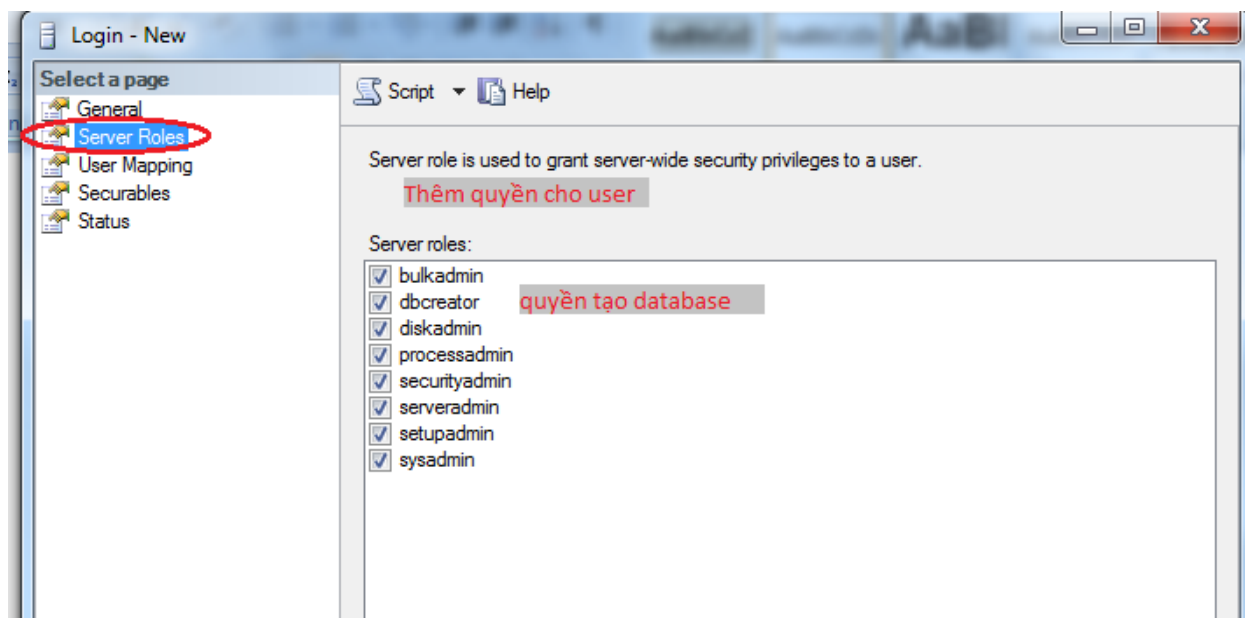 Login - New
AaBl
Select a page
General
Server Roles
User Mapping
Securables
Status
Script Help
Server role is used to grant server-wide security privileges to a user.
Thêm quyền cho user
Server roles:
bulkadmin
dbcreator quyền tạo database
diskadmin
processadmin
securityadmin
serveradmin
setupadmin
sysadmin